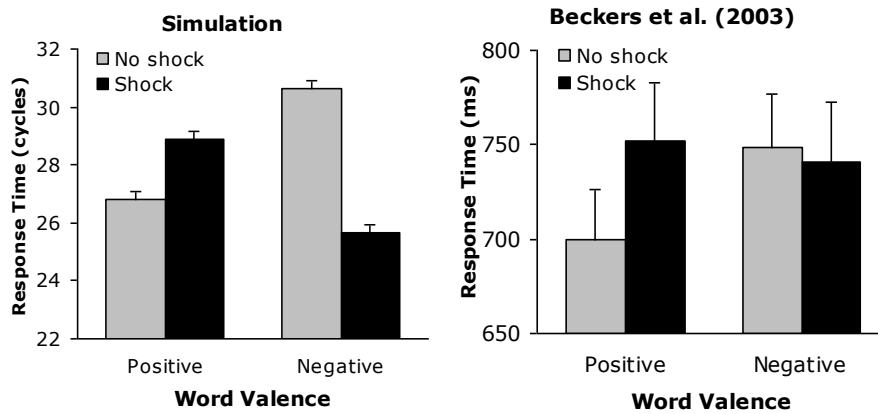 Simulation
No shock
Shock
Response Time (cycles)
32
30
28
26
24
22
Positive Negative
Word Valence
Beckers et al. (2003)
No shock
Shock
Response Time (ms)
800
750
700
650
Positive Negative
Word Valence